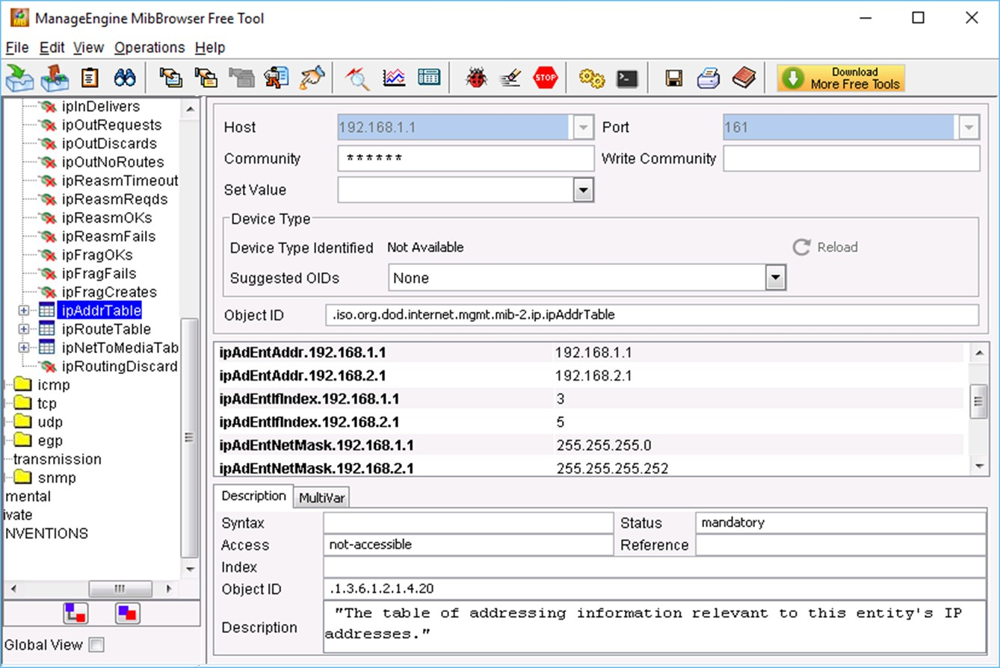 ManageEngine MibBrowser Free Tool
File Edit View Operations Help
STOP
Download
More Free Tools
ipInDelivers
ipOutRequests
ipOutDiscards
ipOutNoRoutes
ipReasmTimeout
ipReasmReqds
ipReasmOKs
ipReasmFails
ipFragOKs
ipFragFails
ipFragCreates
ipAddrTable
ipRouteTable
ipNetToMediaTab
ipRoutingDiscard
icmp
tcp
udp
egp
transmission
snmp
mental
ivate
NVENTIONS
Global View
Host 192.168.1.1 Port 161
Community ****** Write Community
Set Value
Device Type
Device Type Identified Not Available Reload
Suggested OIDs None
Object ID .iso.org.dod.internet.mgmt.mib-2.ip.ipAddrTable
ipAdEntAddr.192.168.1.1 192.168.1.1
ipAdEntAddr.192.168.2.1 192.168.2.1
ipAdEntIfIndex.192.168.1.1 3
ipAdEntIfIndex.192.168.2.1 5
ipAdEntNetMask.192.168.1.1 255.255.255.0
ipAdEntNetMask.192.168.2.1 255.255.255.252
Description MultiVar
Syntax Status mandatory
Access not-accessible Reference
Index
Object ID .1.3.6.1.2.1.4.20
Description "The table of addressing information relevant to this entity's IP
addresses."